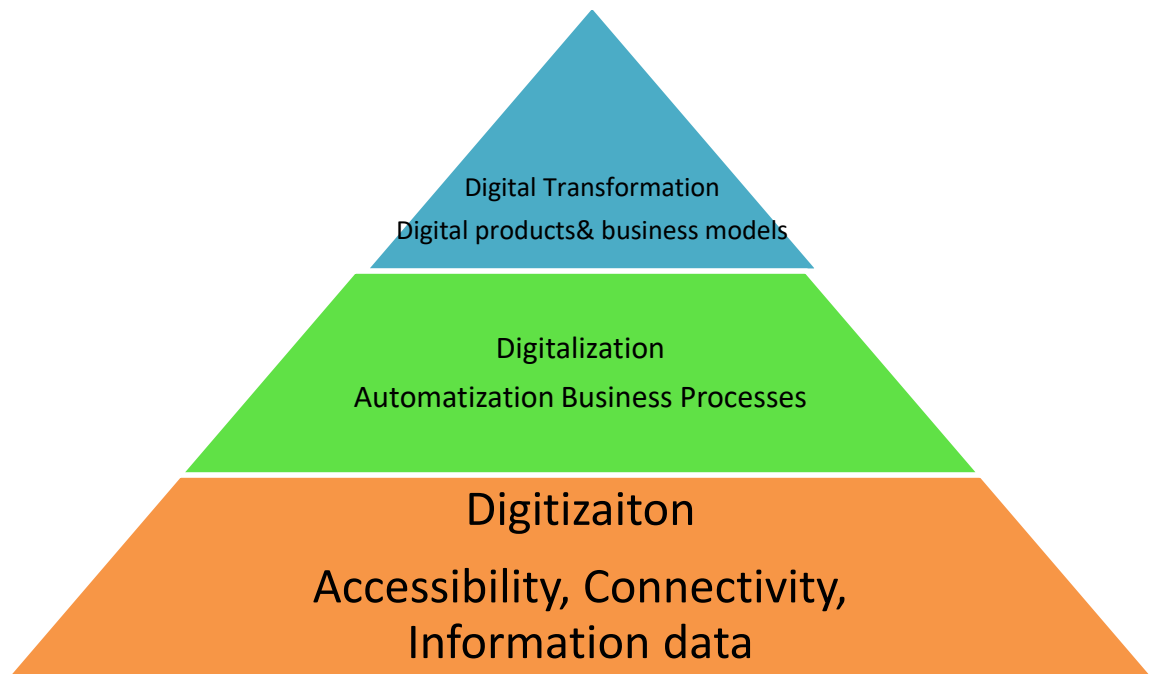 Digital Transformation
Digital products& business models
Digitalization
Automatization Business Processes
Digitizaiton
Accessibility, Connectivity,
Information data